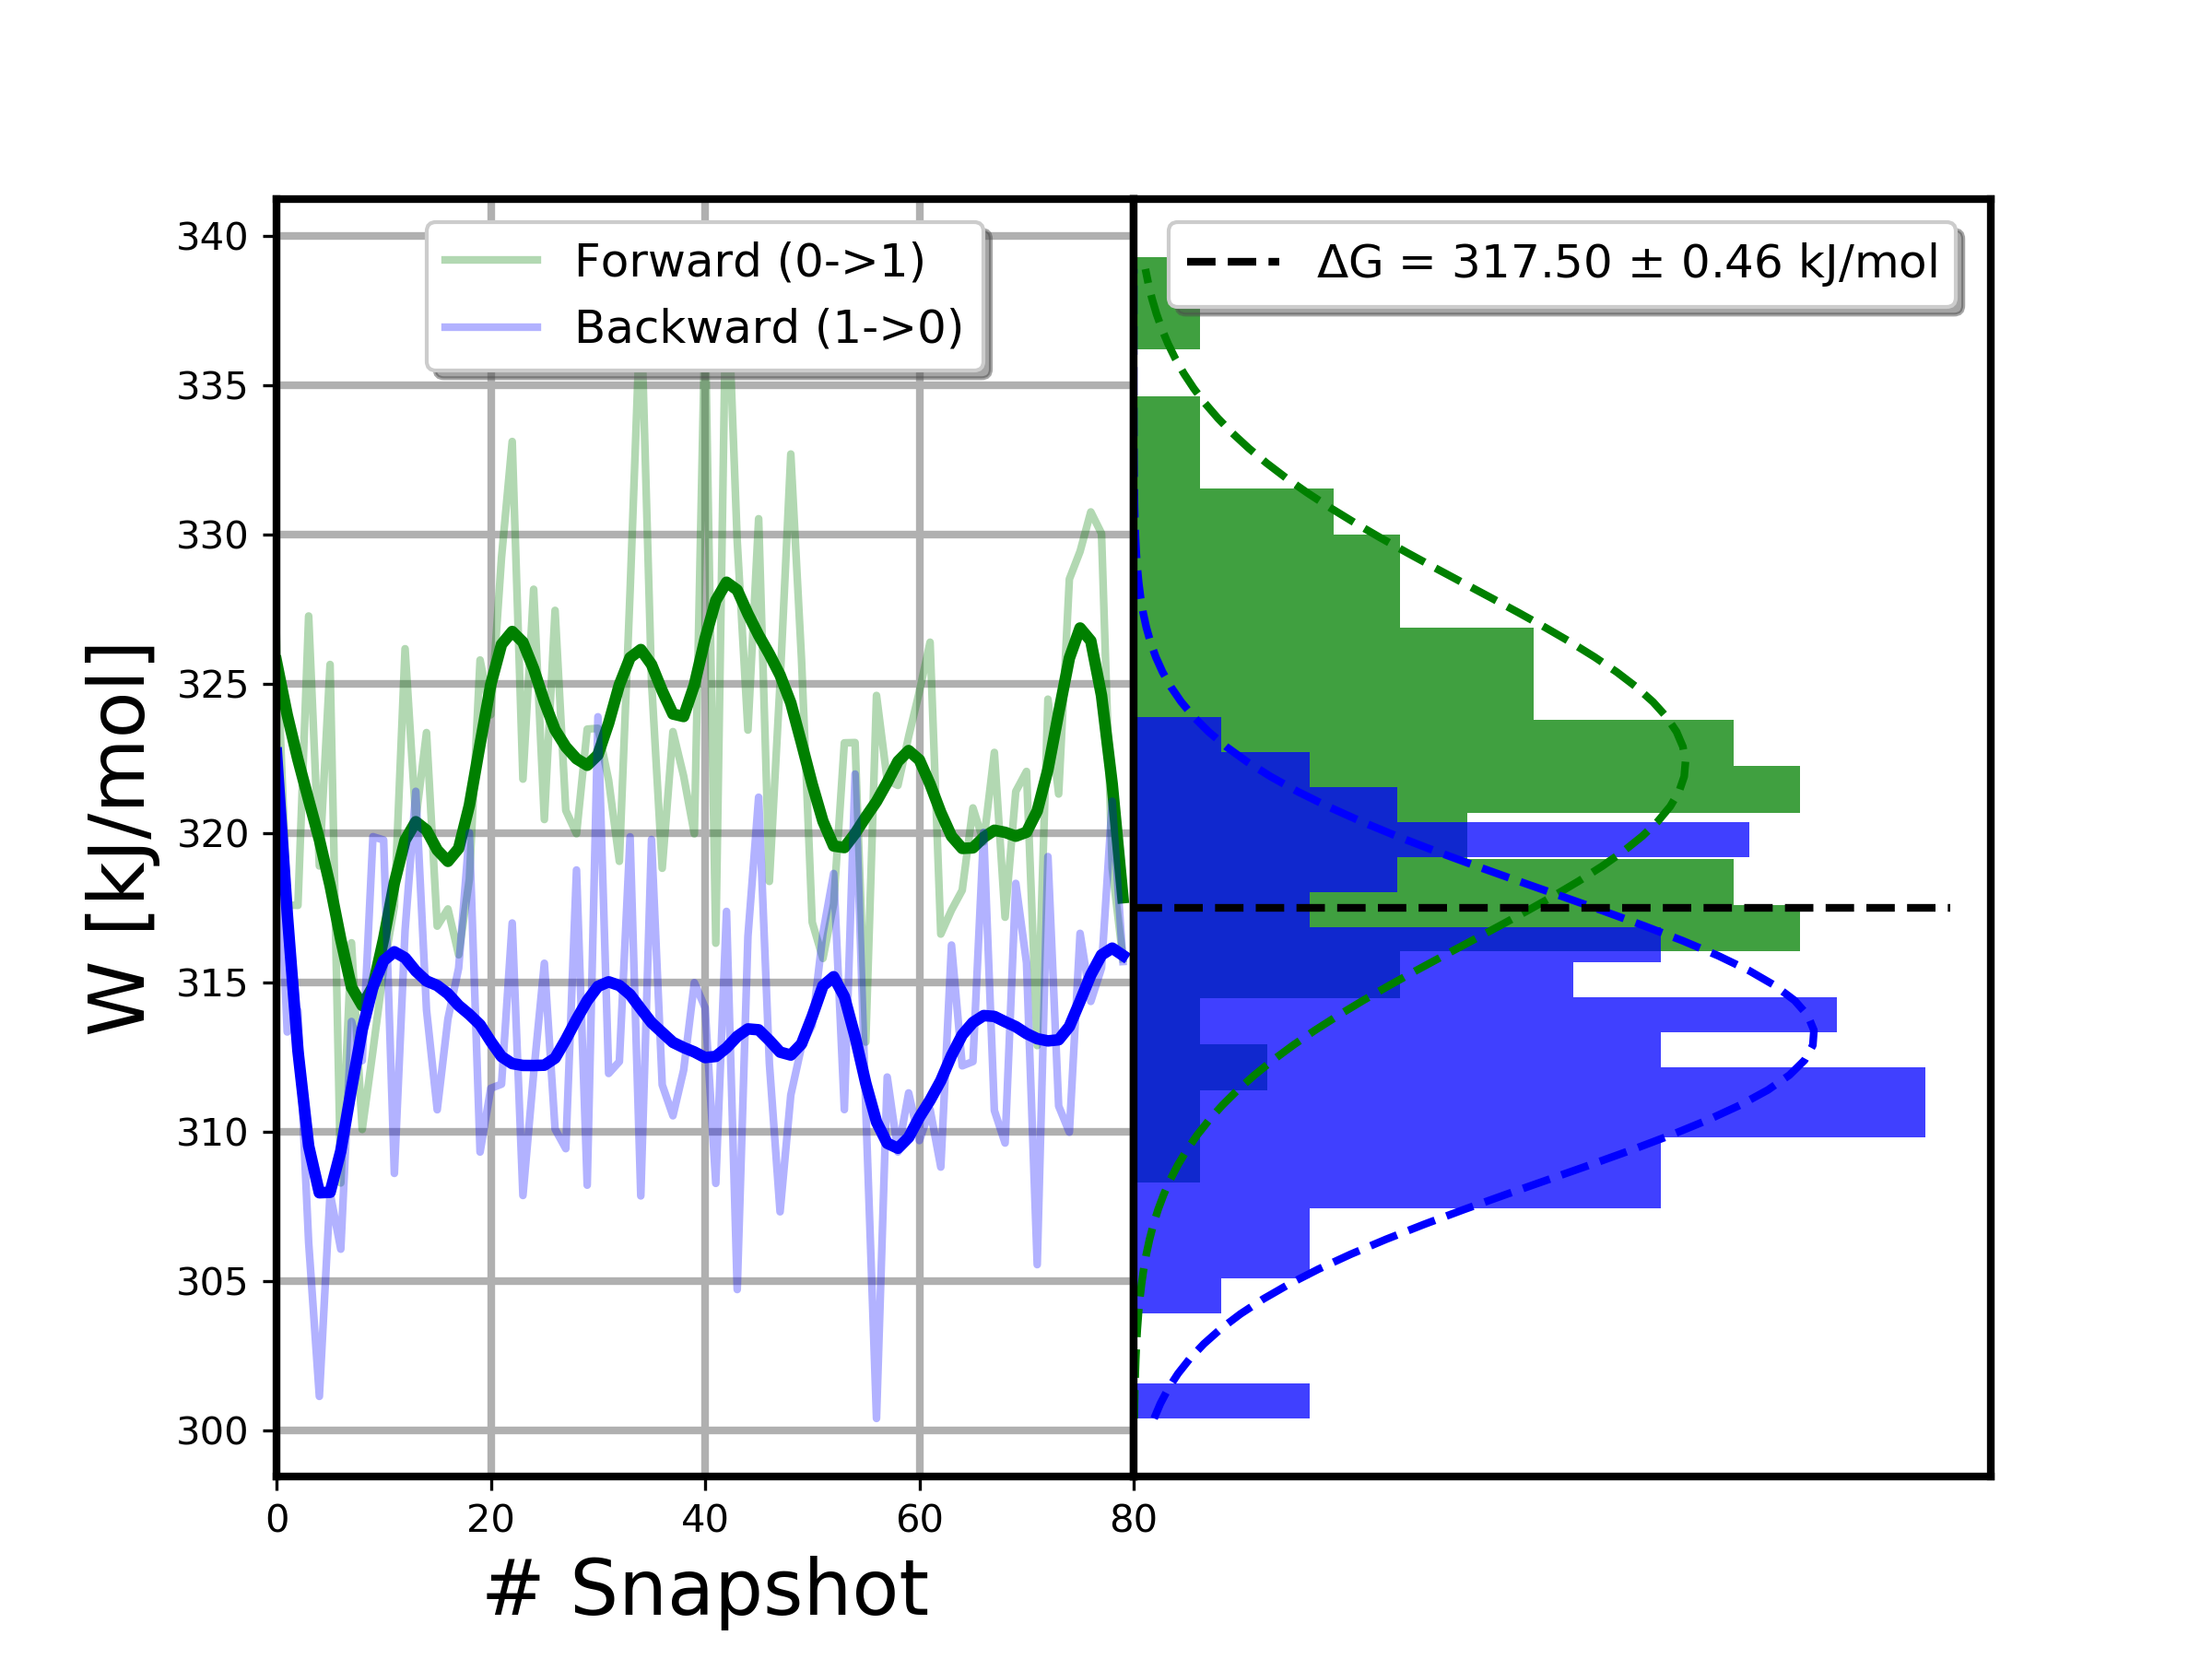 340
335
330
325
320
315
310
305
300
W [kJ/mol]
Forward (0->1)
Backward (1->0)
ΔG = 317.50 ± 0.46 kJ/mol
0 20 40 60 80
# Snapshot